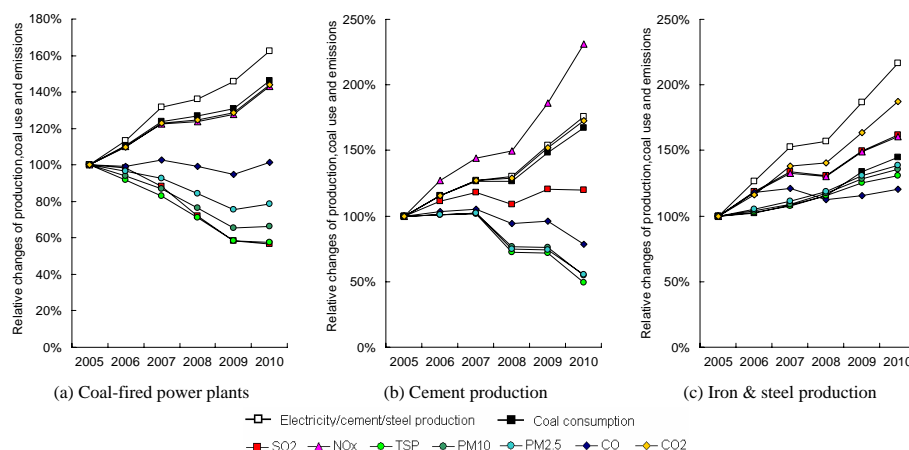 Relative changes of production,coal use and emissions
180%
160%
140%
120%
100%
80%
60%
40%
20%
0%
2005 2006 2007 2008 2009 2010
(a) Coal-fired power plants
Relative changes of production,coal use and emissions
250%
200%
150%
100%
50%
0%
2005 2006 2007 2008 2009 2010
(b) Cement production
Relative changes of production,coal use and emissions
250%
200%
150%
100%
50%
0%
2005 2006 2007 2008 2009 2010
(c) Iron & steel production
Electricity/cement/steel production Coal consumption
SO2 NOx TSP PM10 PM2.5 CO CO2